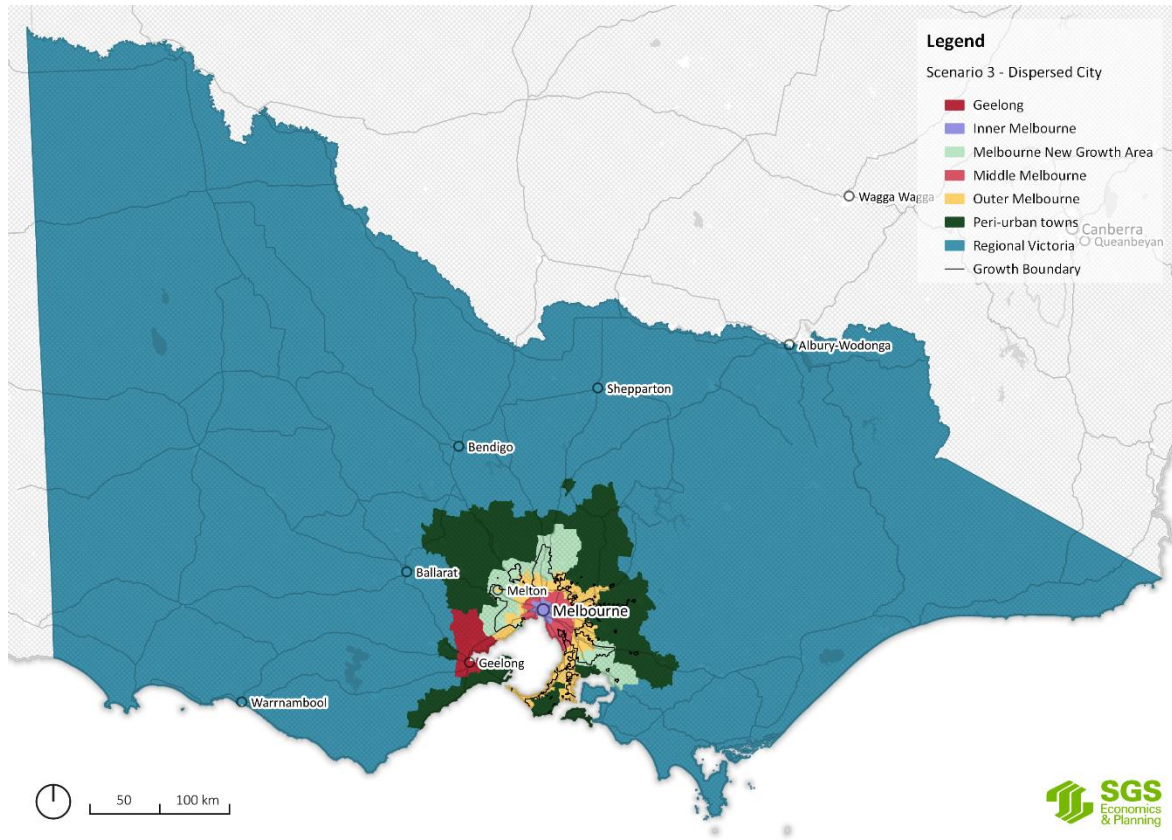 Legend
Scenario 3 - Dispersed City
Geelong
Inner Melbourne
Melbourne New Growth Area
Middle Melbourne
Outer Melbourne
Peri-urban towns
Regional Victoria
Growth Boundary
Wagga Wagga
Canberra
Queanbeyan
Albury-Wodonga
Shepparton
Bendigo
Ballarat
Melton
Melbourne
Geelong
Warrnambool
50 100 km
SGS
Economics
& Planning